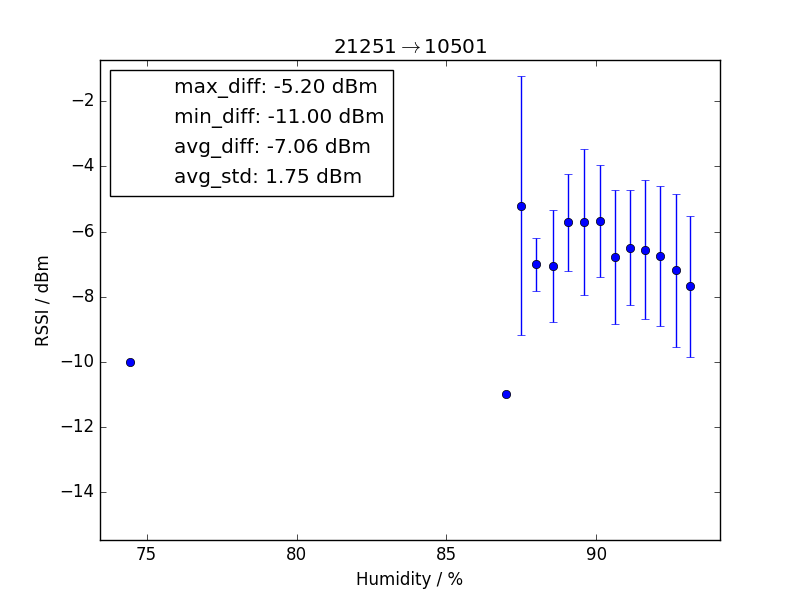 21251→10501
max_diff: -5.20 dBm
min_diff: -11.00 dBm
avg_diff: -7.06 dBm
avg_std: 1.75 dBm
−2
−4
−6
−8
−10
−12
−14
RSSI / dBm
75 80 85 90
Humidity / %